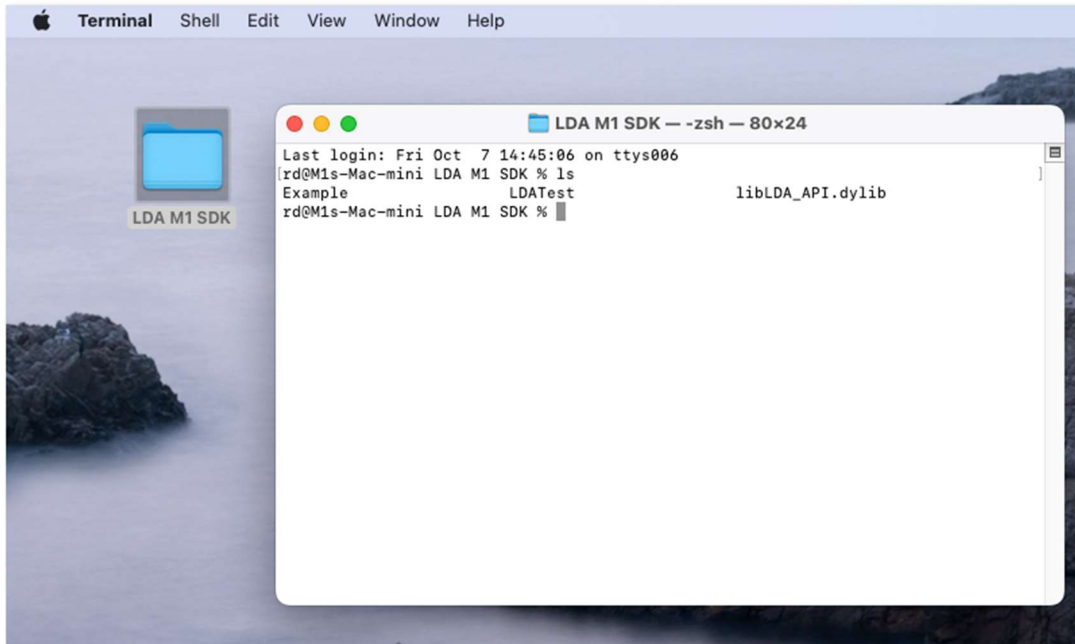 Terminal Shell Edit View Window Help
LDA M1 SDK
LDA M1 SDK — -zsh — 80×24
Last login: Fri Oct  7 14:45:06 on ttys006
[rd@M1s-Mac-mini LDA M1 SDK % ls ]
Example LDATest libLDA_API.dylib
rd@M1s-Mac-mini LDA M1 SDK %